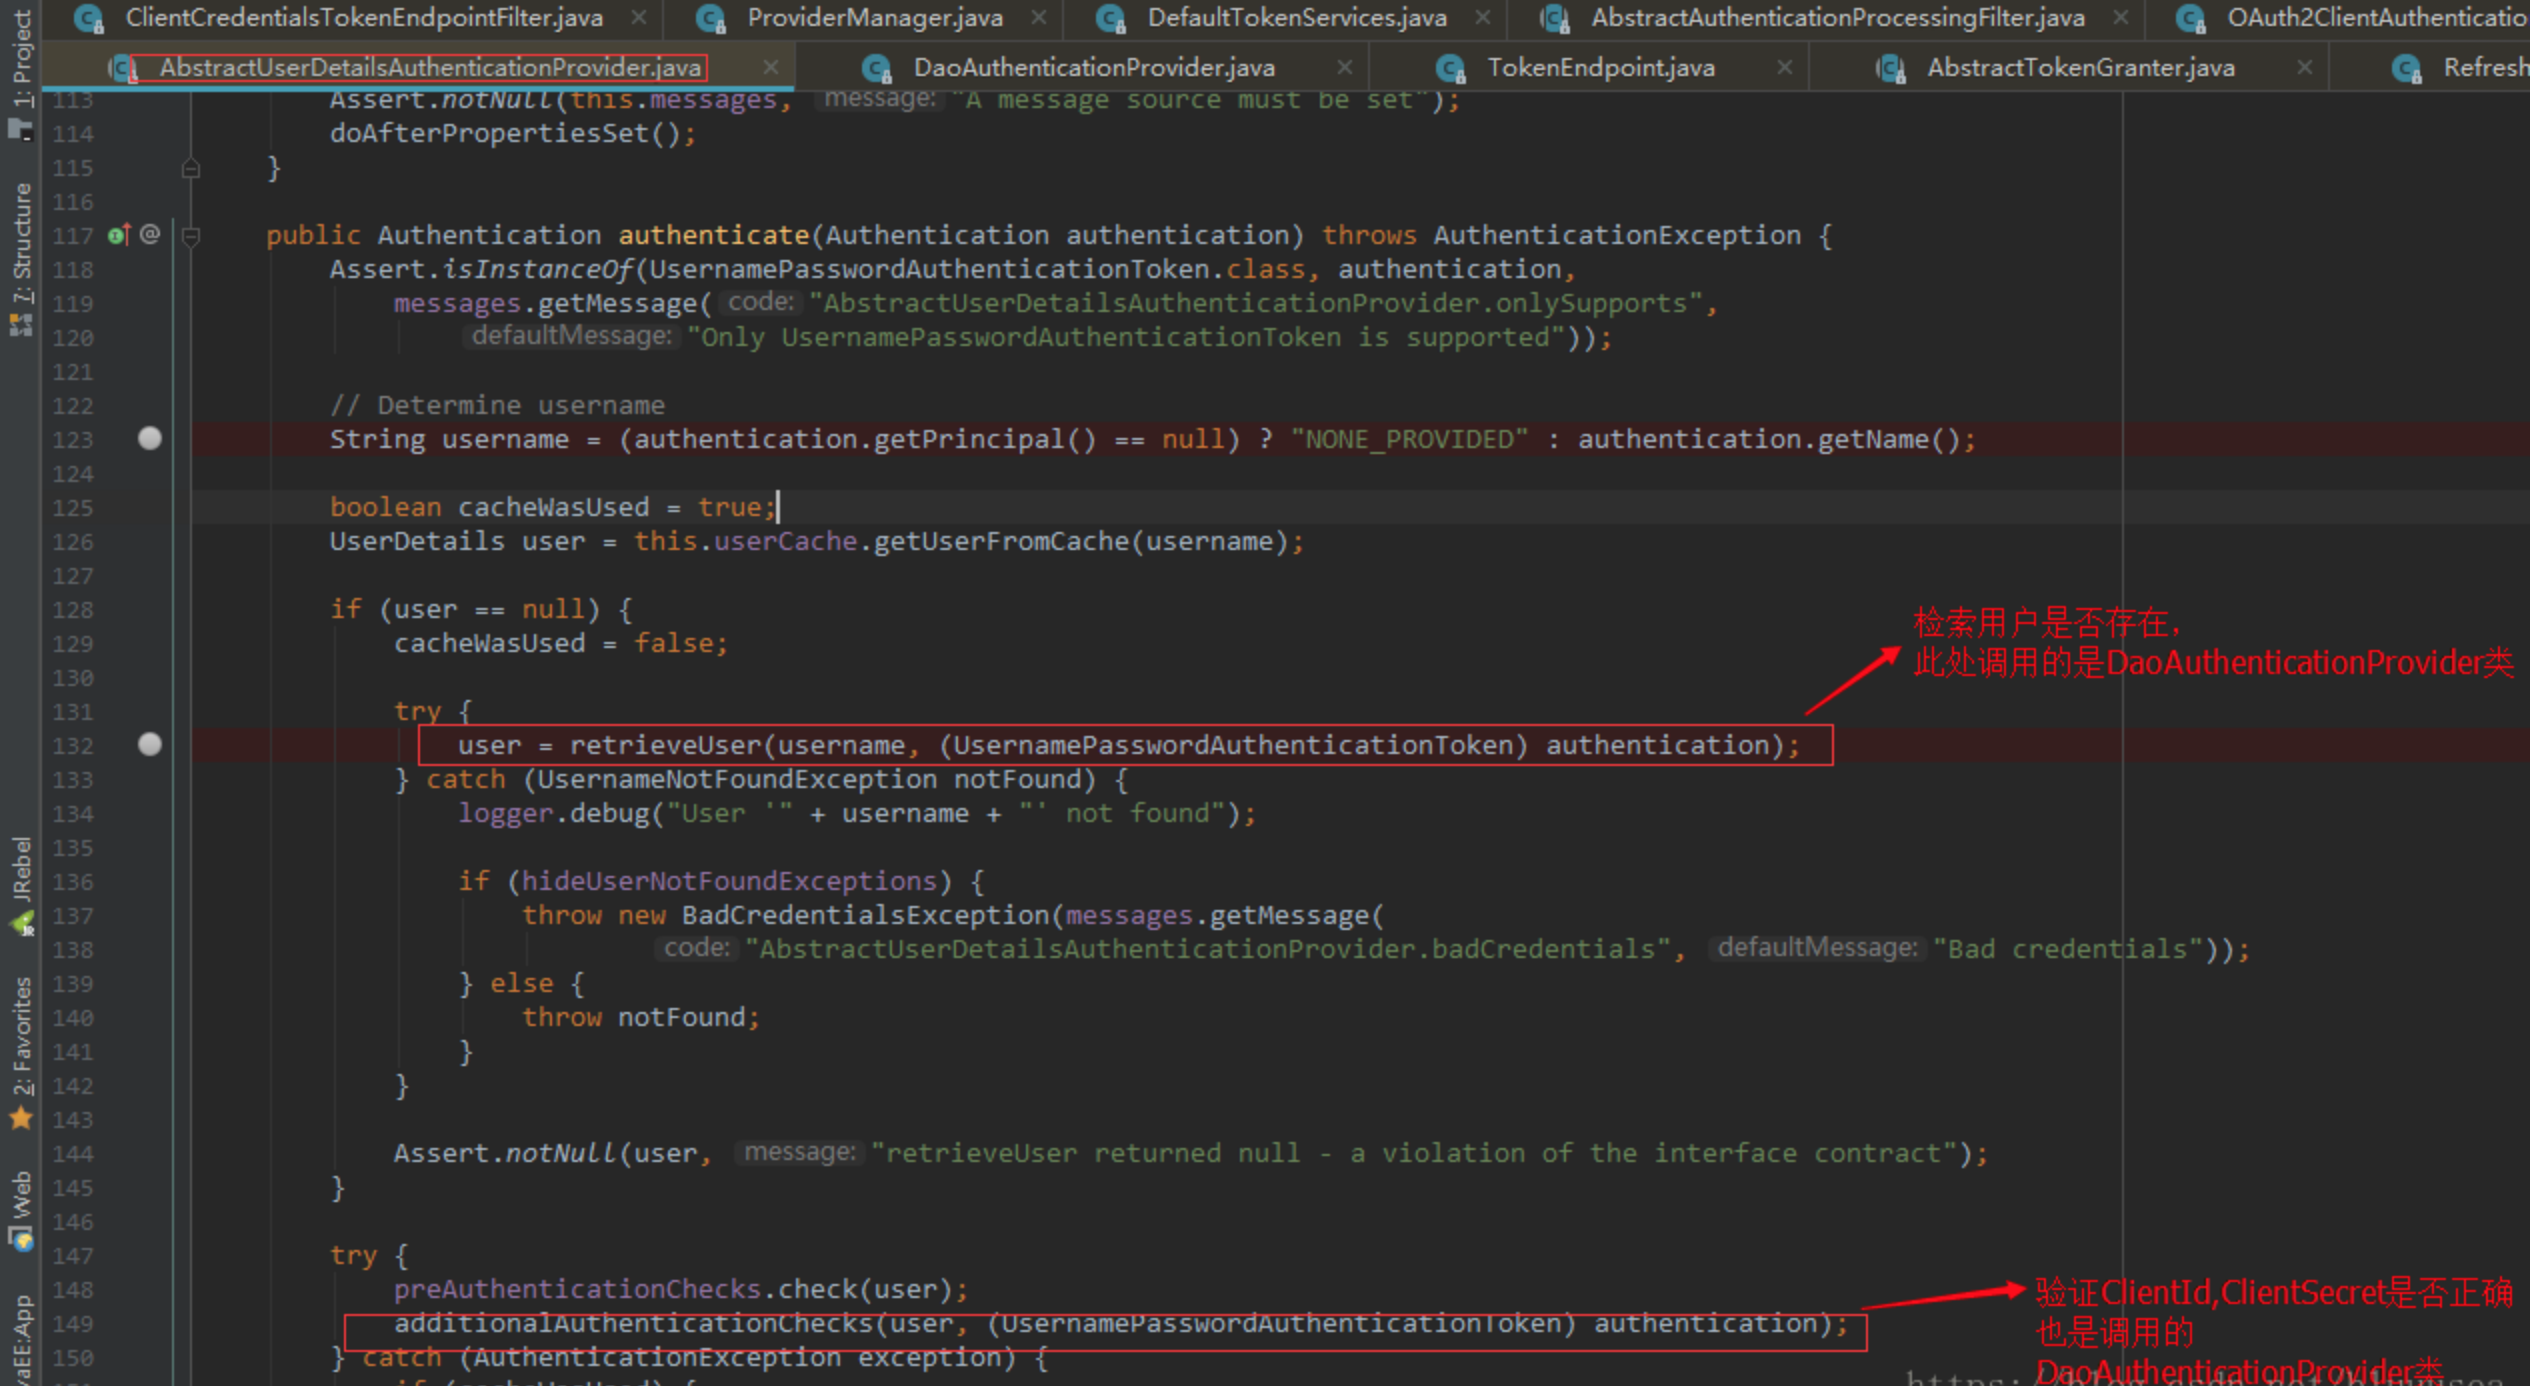 ClientCredentialsTokenEndpointFilter.java ProviderManager.java DefaultTokenServices.java AbstractAuthenticationProcessingFilter.java OAuth2ClientAuthenticatio
AbstractUserDetailsAuthenticationProvider.java DaoAuthenticationProvider.java TokenEndpoint.java AbstractTokenGranter.java Refresh
1: Project
7: Structure
JRebel
2: Favorites
Web
113 Assert.notNull(this.messages, message: "A message source must be set");
114 doAfterPropertiesSet();
115 }
116
117 public Authentication authenticate(Authentication authentication) throws AuthenticationException {
118 Assert.isInstanceOf(UsernamePasswordAuthenticationToken.class, authentication,
119 messages.getMessage( code: "AbstractUserDetailsAuthenticationProvider.onlySupports",
120 defaultMessage: "Only UsernamePasswordAuthenticationToken is supported"));
121
122 // Determine username
123 String username = (authentication.getPrincipal() == null) ? "NONE_PROVIDED" : authentication.getName();
124
125 boolean cacheWasUsed = true;
126 UserDetails user = this.userCache.getUserFromCache(username);
127
128 if (user == null) {
129 cacheWasUsed = false;
130
131 try {
132 user = retrieveUser(username, (UsernamePasswordAuthenticationToken) authentication);
检索用户是否存在，
此处调用的是DaoAuthenticationProvider类
133 } catch (UsernameNotFoundException notFound) {
134 logger.debug("User '" + username + "' not found");
135
136 if (hideUserNotFoundExceptions) {
137 throw new BadCredentialsException(messages.getMessage(
138 code: "AbstractUserDetailsAuthenticationProvider.badCredentials", defaultMessage: "Bad credentials"));
139 } else {
140 throw notFound;
141 }
142 }
143
144 Assert.notNull(user, message: "retrieveUser returned null - a violation of the interface contract");
145 }
146
147 try {
148 preAuthenticationChecks.check(user);
149 additionalAuthenticationChecks(user, (UsernamePasswordAuthenticationToken) authentication);
150 } catch (AuthenticationException exception) {
验证ClientId,ClientSecret是否正确
也是调用的
DaoAuthenticationProvider类